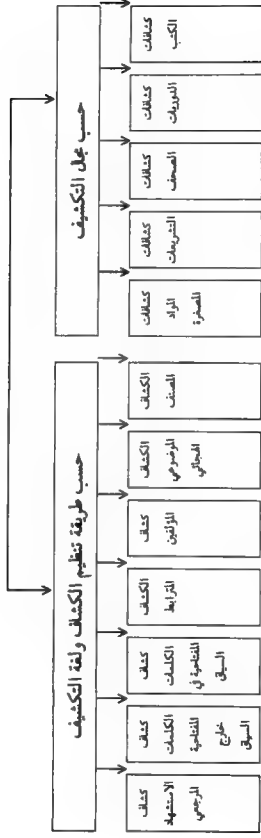 حسب مجال التكشيف
كشافات
الكتب
كشافات
الدوريات
كشافات
الصحف
كشافات
التشريعات
كشافات
المواد
المصغرة
حسب طريقة تنظيم الكشاف ولغة التكشيف
الكشاف
المصنف
الكشاف
الموضوعي
الهجائي
كشاف
المؤلفين
الكشاف
المترابط
كشاف
الكلمات
المفتاحية في
السياق
كشاف
الكلمات
المفتاحية
خارج
السياق
كشاف
الاستشهاد
المرجعي